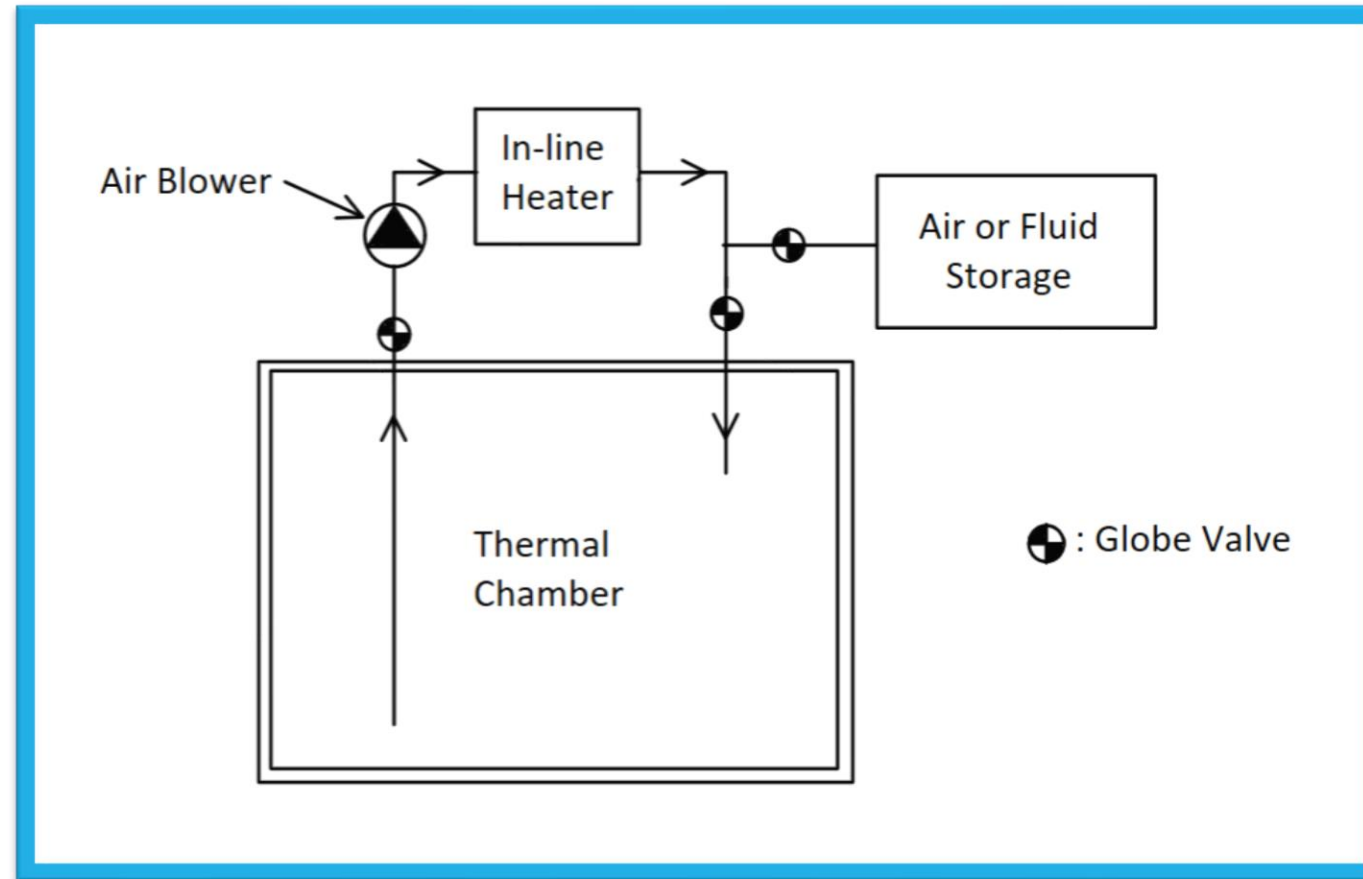 In-line
Heater
Air Blower
Air or Fluid
Storage
Thermal
Chamber
: Globe Valve